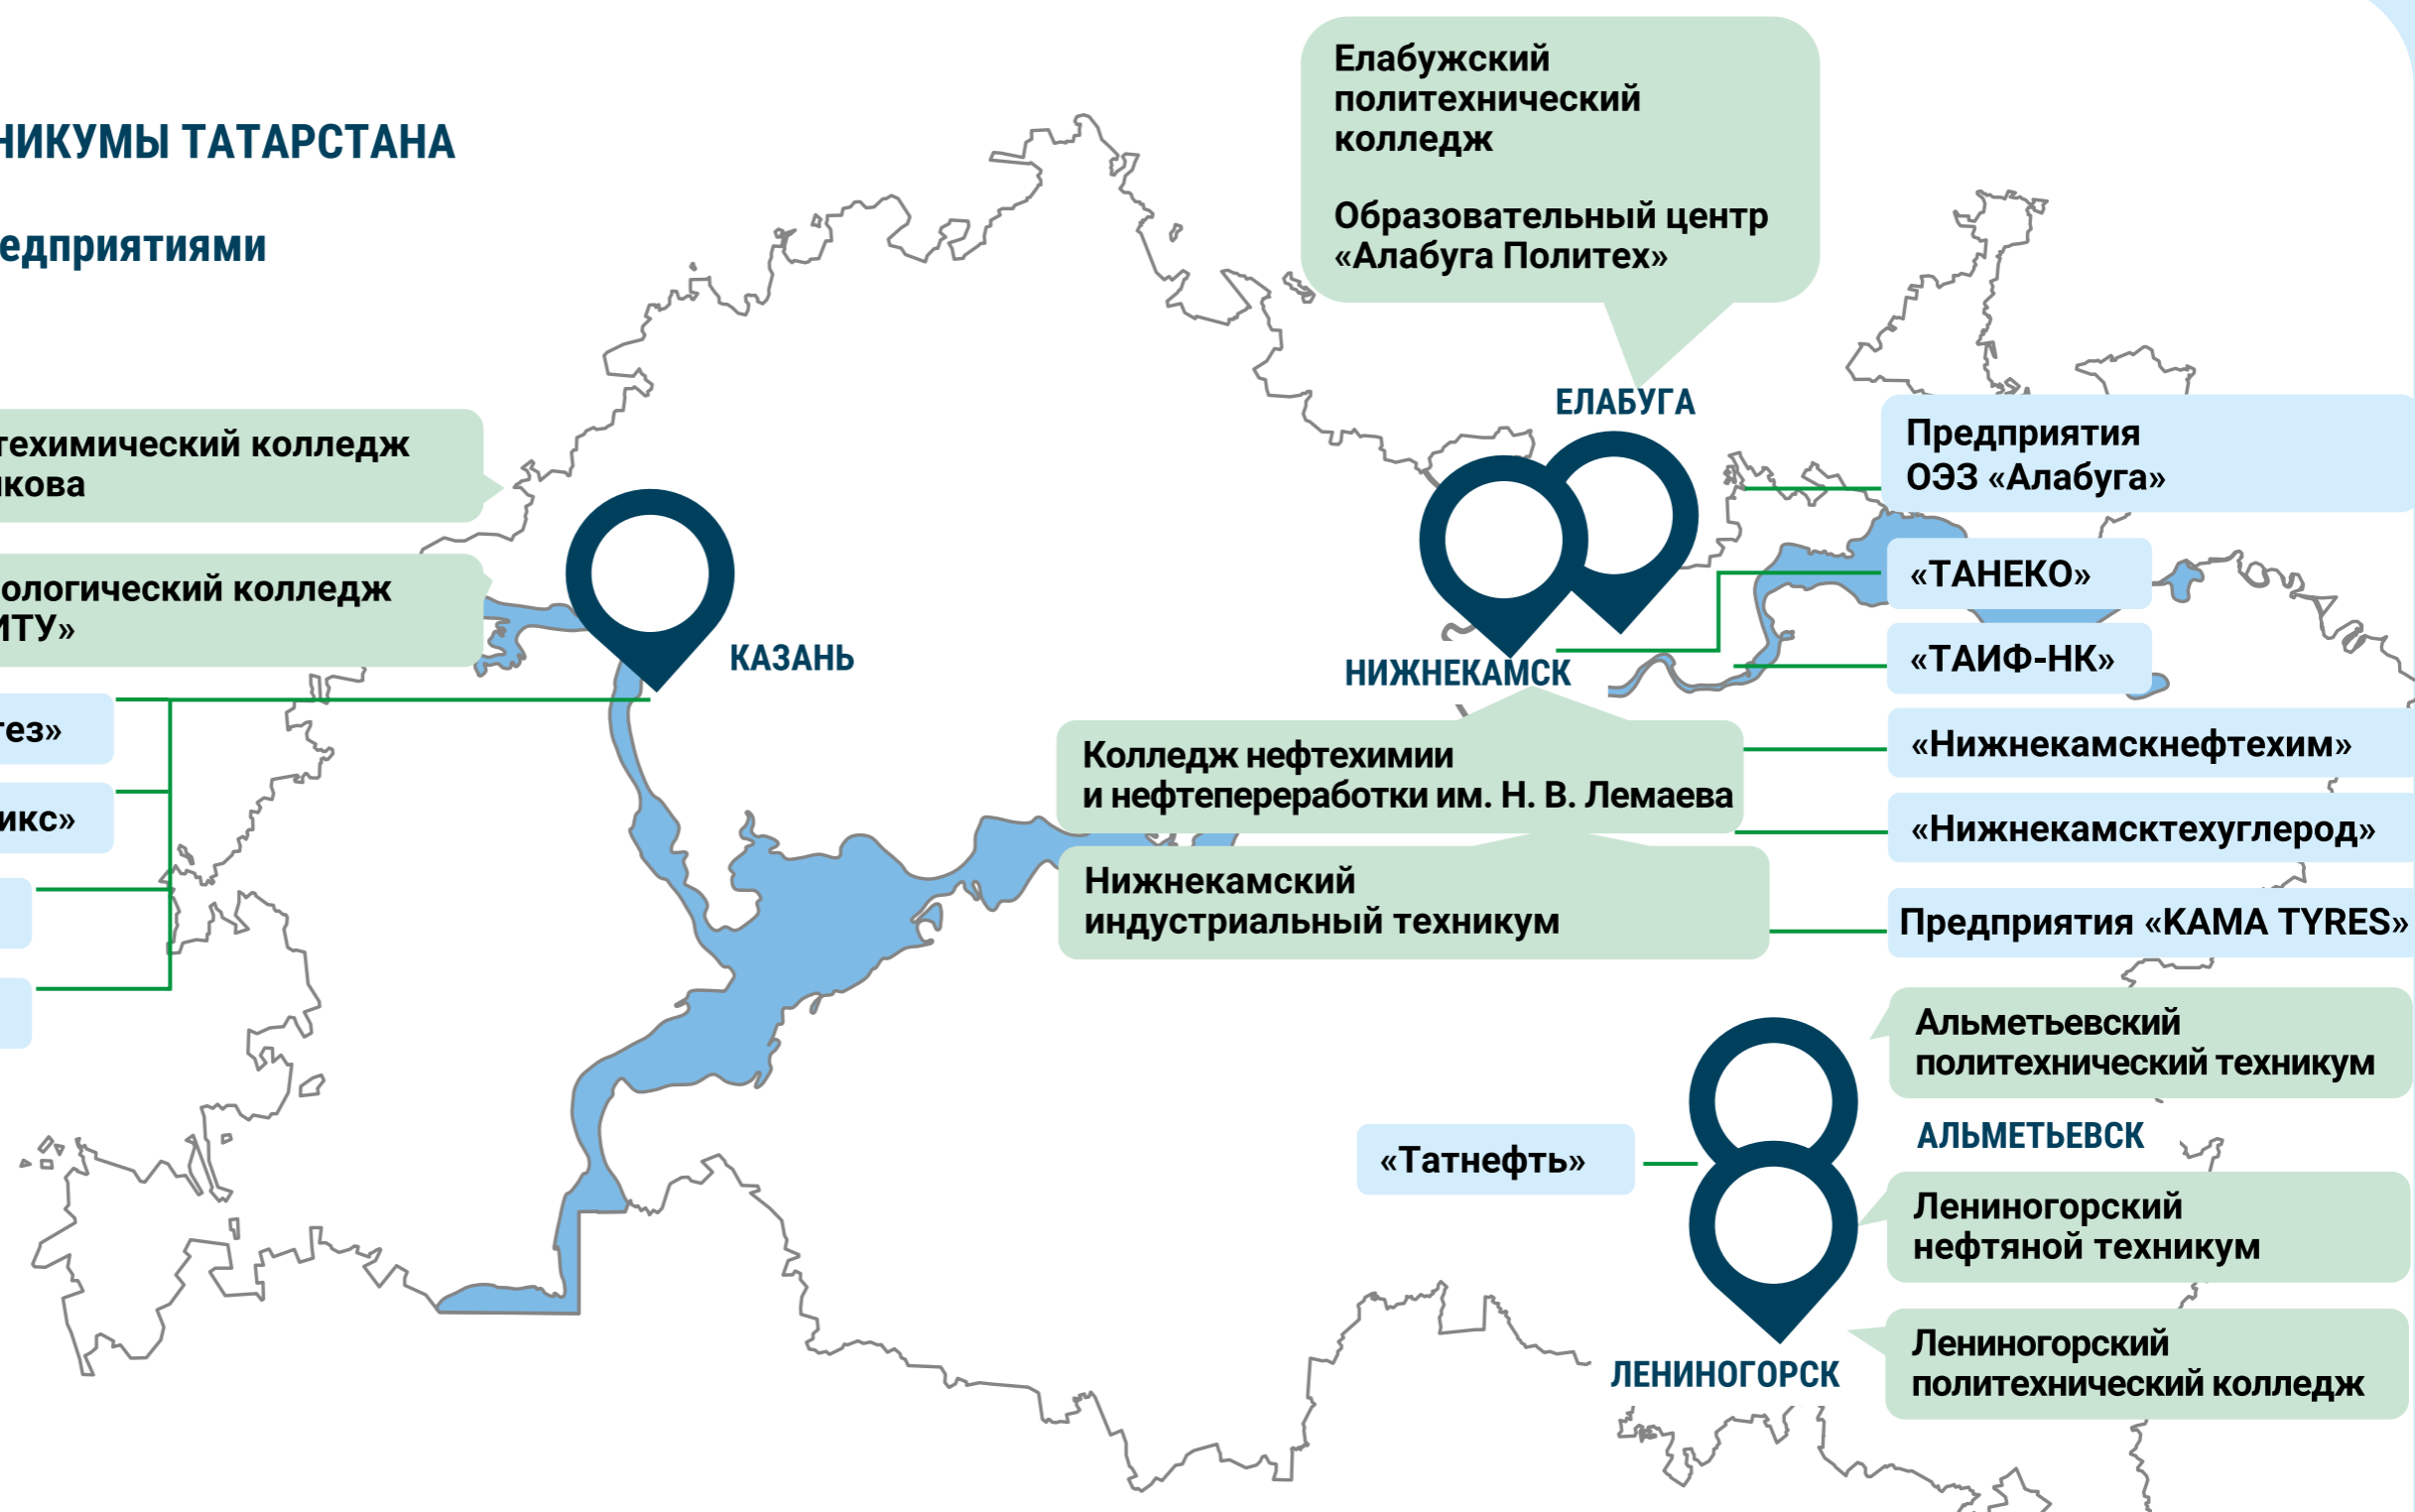 НИКУМЫ ТАТАРСТАНА
едприятиями
Елабужский
политехнический
колледж
Образовательный центр
«Алабуга Политех»
ЕЛАБУГА
техимический колледж
икова
ологический колледж
ИТУ»
КАЗАНЬ
тез»
икс»
НИЖНЕКАМСК
Колледж нефтехимии
и нефтепереработки им. Н. В. Лемаева
Нижнекамский
индустриальный техникум
Предприятия
ОЭЗ «Алабуга»
«ТАНЕКО»
«ТАИФ-НК»
«Нижнекамскнефтехим»
«Нижнекамсктехуглерод»
Предприятия «KAMA TYRES»
Альметьевский
политехнический техникум
АЛЬМЕТЬЕВСК
«Татнефть»
Лениногорский
нефтяной техникум
Лениногорский
политехнический колледж
ЛЕНИНОГОРСК